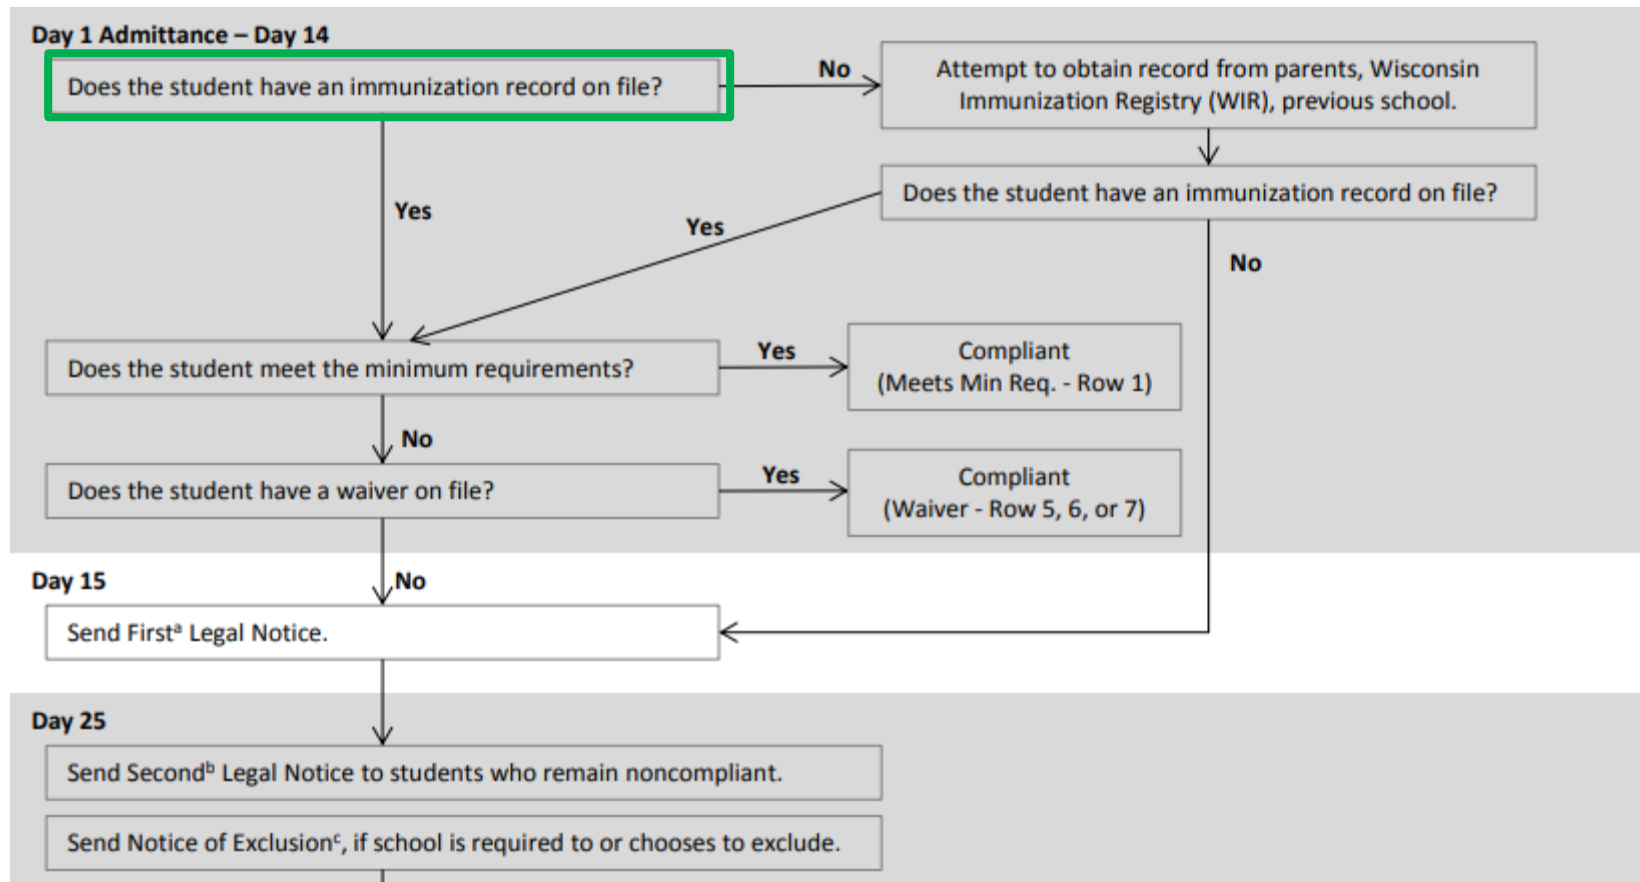 Day 1 Admittance – Day 14
Does the student have an immunization record on file?
No
Attempt to obtain record from parents, Wisconsin
Immunization Registry (WIR), previous school.
Does the student have an immunization record on file?
Yes
Yes
No
Does the student meet the minimum requirements?
Yes
Compliant
(Meets Min Req. - Row 1)
No
Does the student have a waiver on file?
Yes
Compliant
(Waiver - Row 5, 6, or 7)
Day 15
No
Send Firstᵃ Legal Notice.
Day 25
Send Secondᵇ Legal Notice to students who remain noncompliant.
Send Notice of Exclusionᶜ, if school is required to or chooses to exclude.